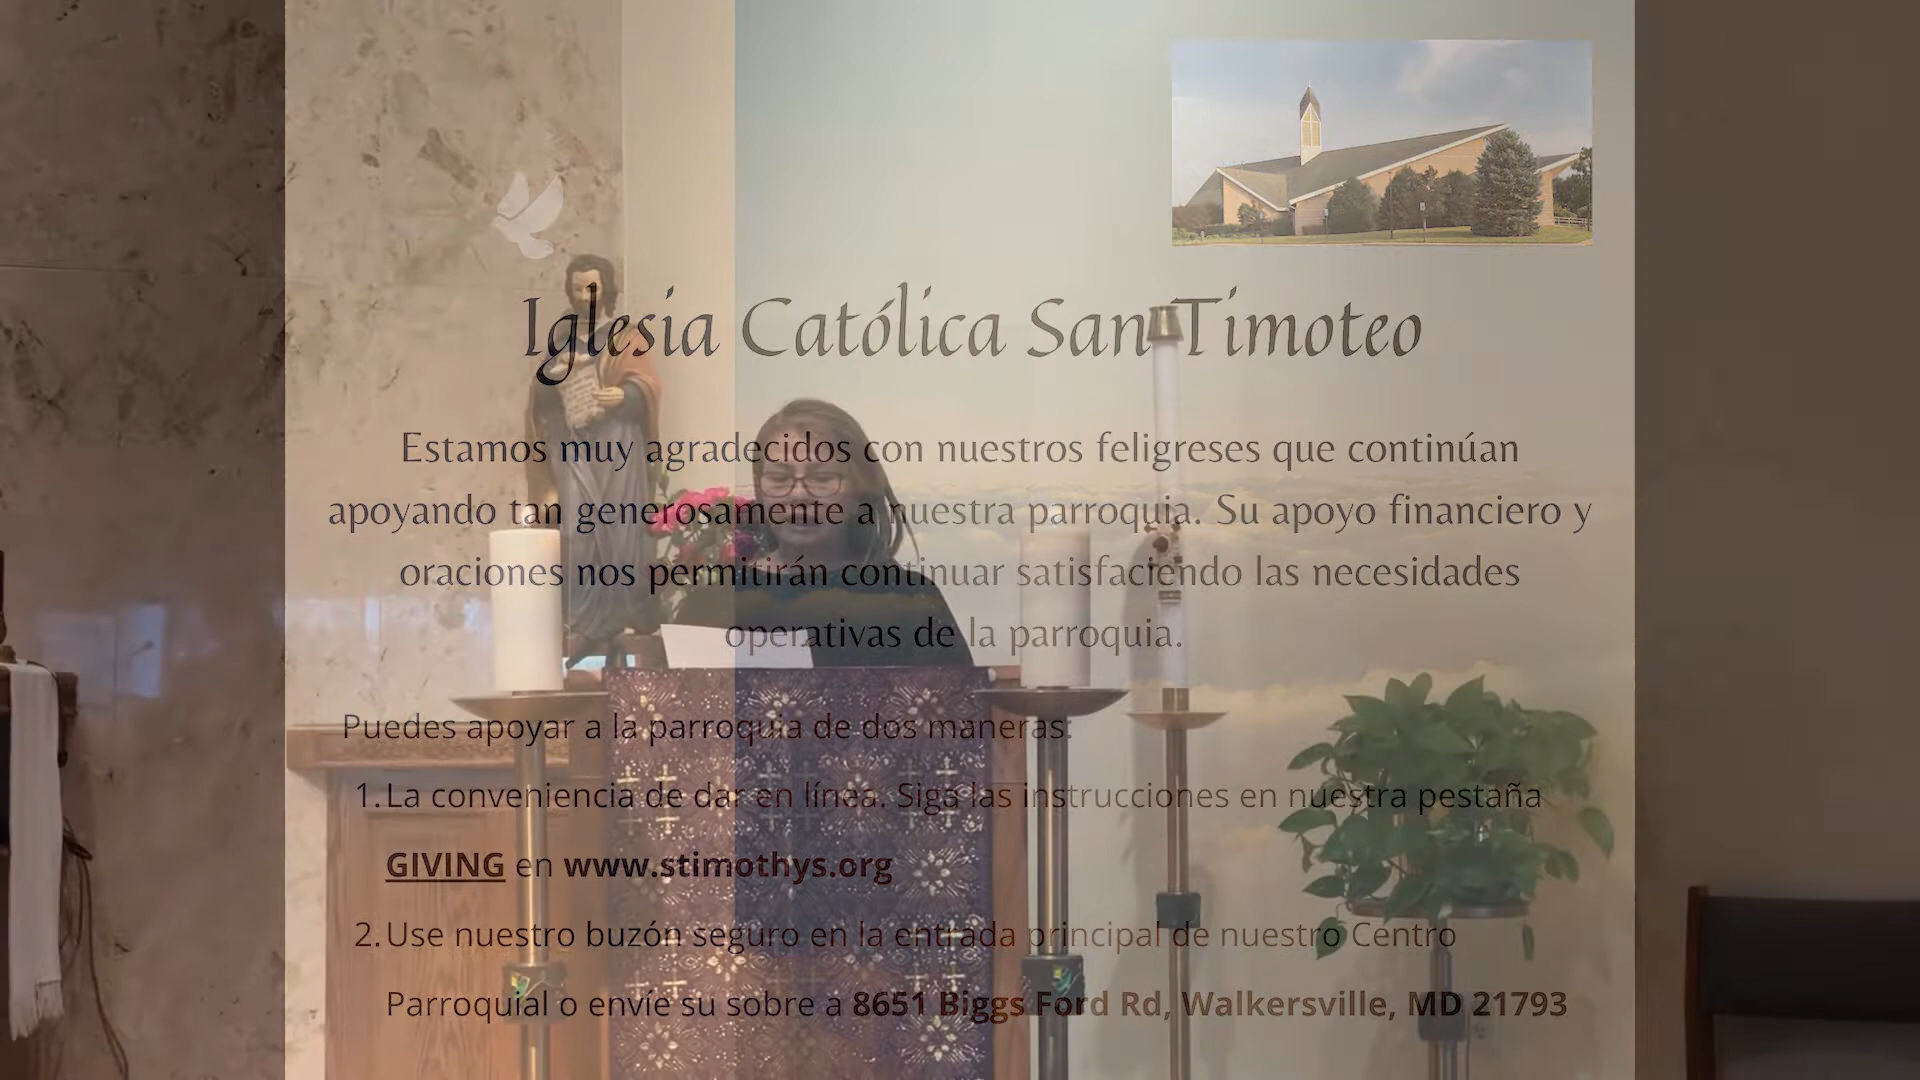 Iglesia Católica San Timoteo
Estamos muy agradecidos con nuestros feligreses que continúan
apoyando tan generosamente a nuestra parroquia. Su apoyo financiero y
oraciones nos permitirán continuar satisfaciendo las necesidades
operativas de la parroquia.
Puedes apoyar a la parroquia de dos maneras:
1. La conveniencia de dar en línea. Siga las instrucciones en nuestra pestaña
GIVING en www.stimothys.org
2. Use nuestro buzón seguro en la entrada principal de nuestro Centro
Parroquial o envíe su sobre a 8651 Biggs Ford Rd, Walkersville, MD 21793